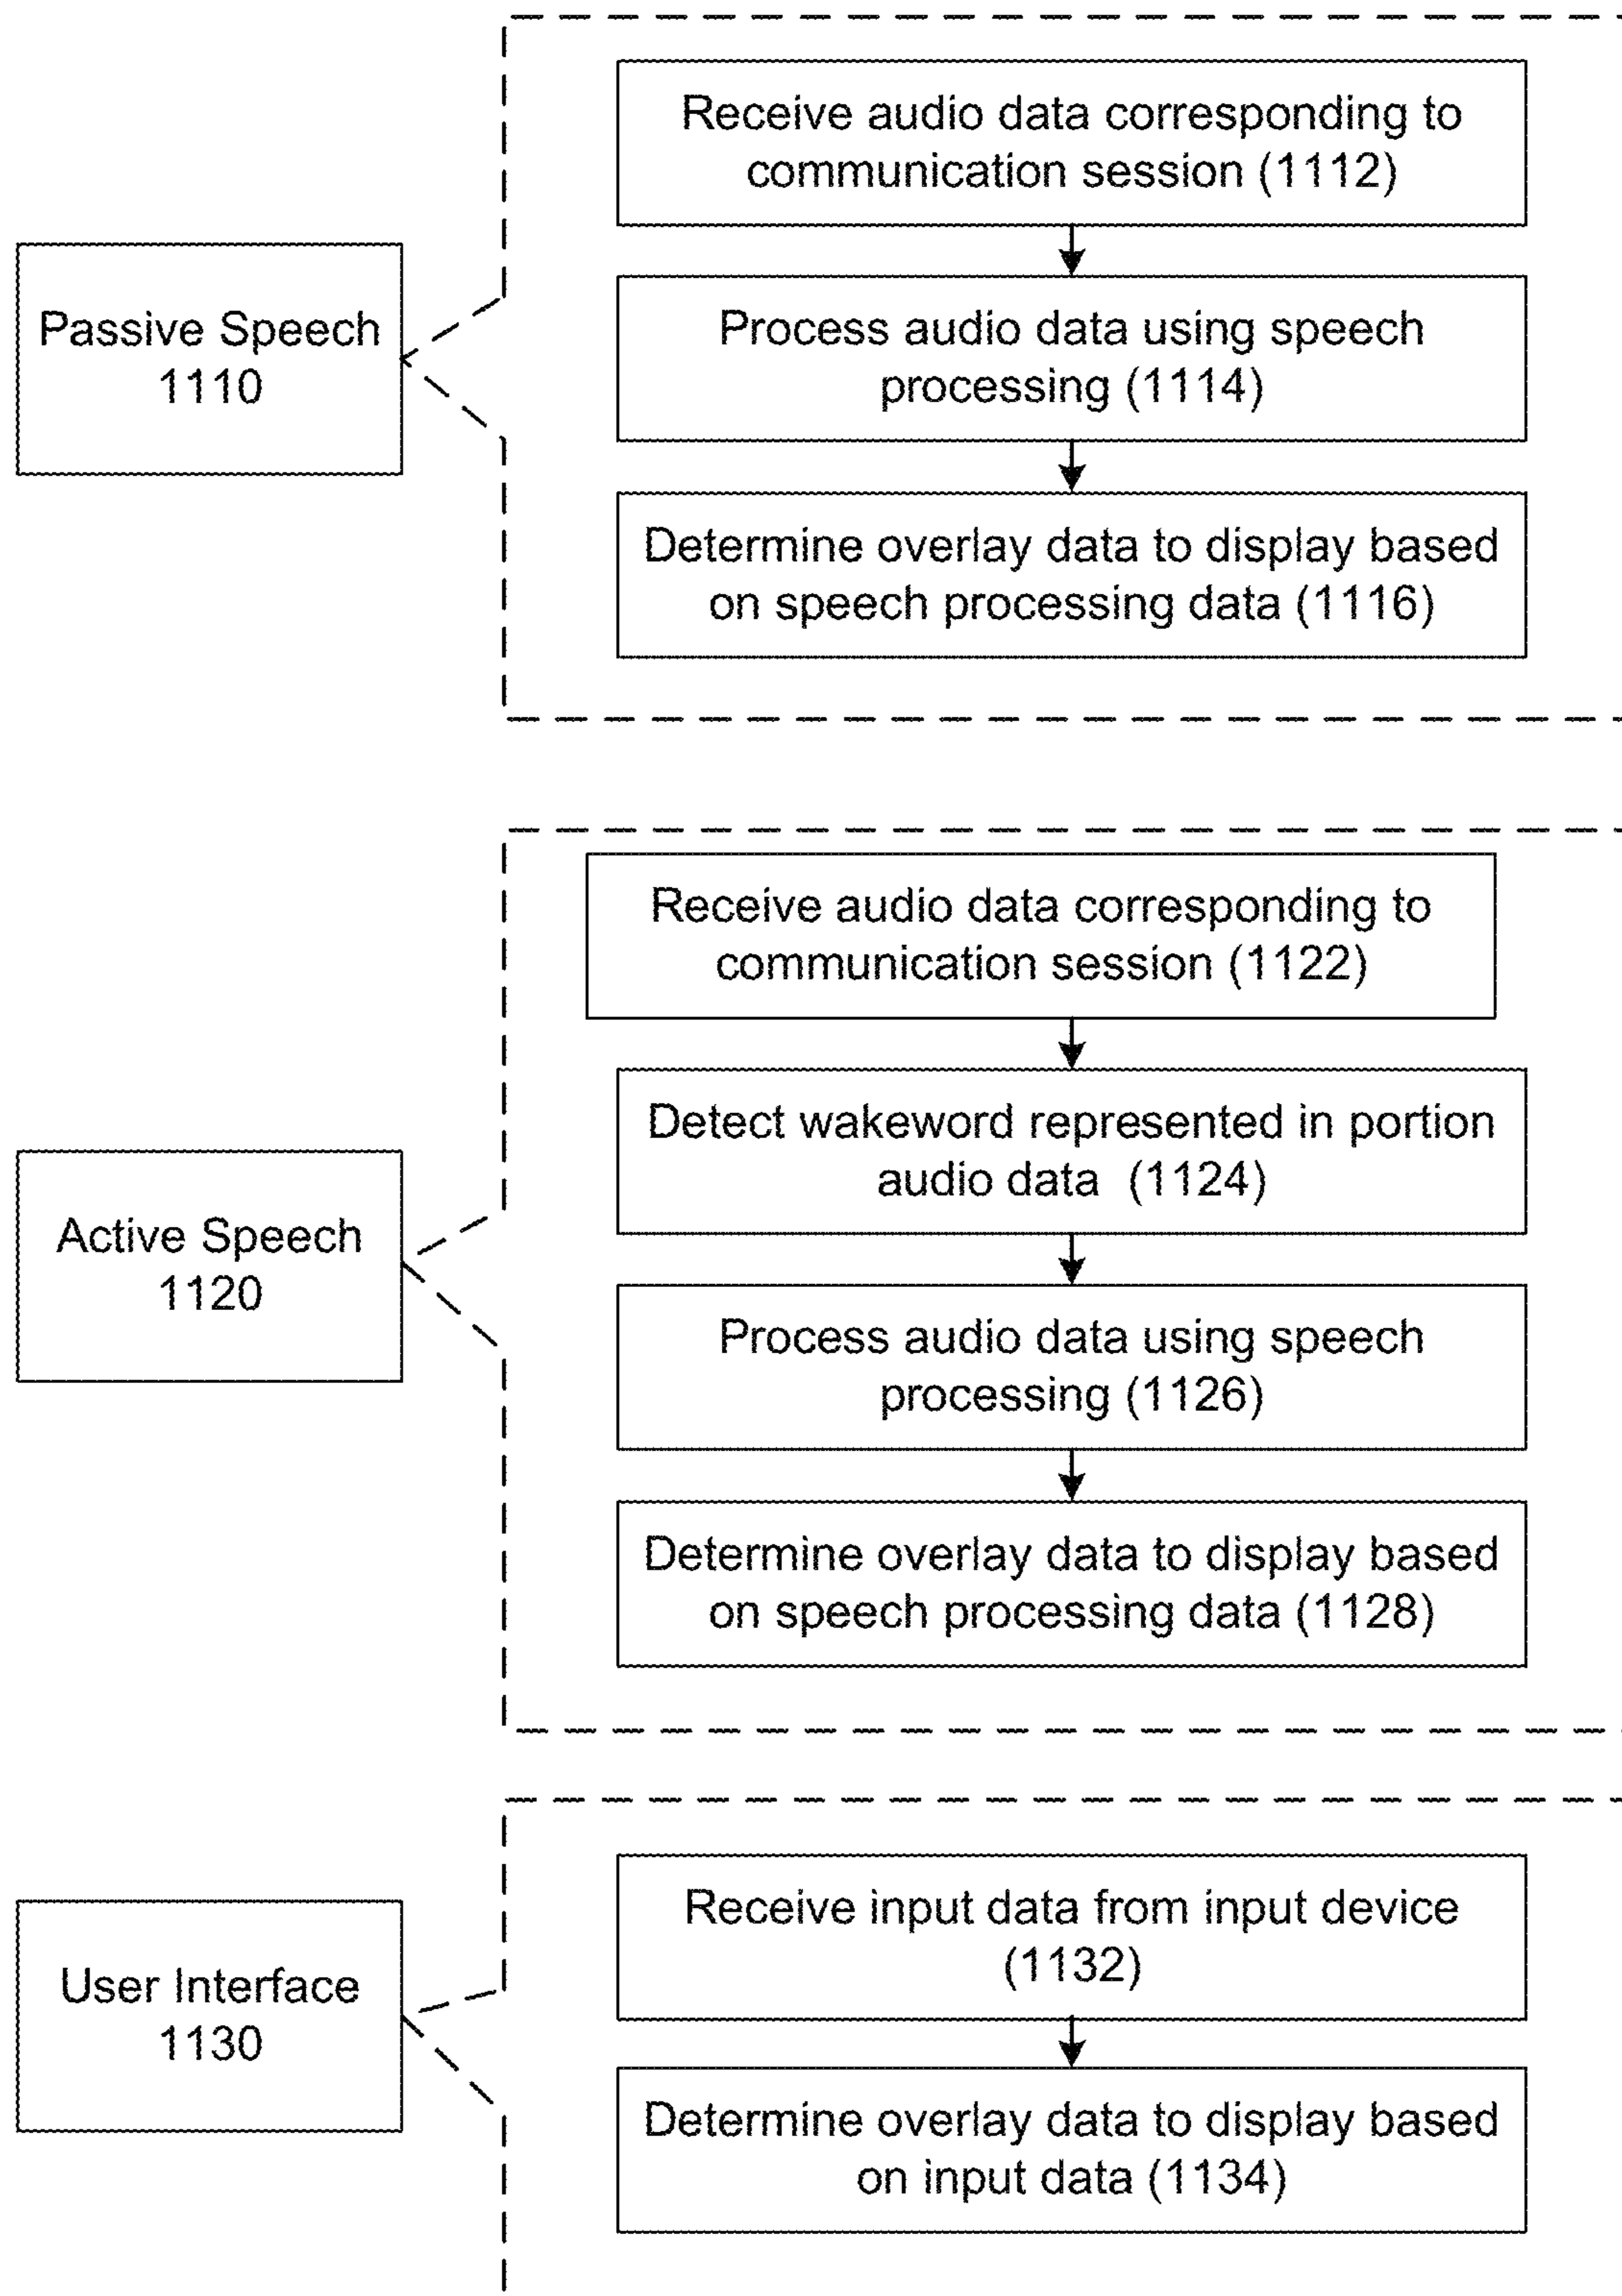 Receive audio data corresponding to
communication session (1112)
Passive Speech
1110
Process audio data using speech
processing (1114)
Determine overlay data to display based
on speech processing data (1116)
Receive audio data corresponding to
communication session (1122)
Detect wakeword represented in portion
audio data (1124)
Active Speech
1120
Process audio data using speech
processing (1126)
Determine overlay data to display based
on speech processing data (1128)
Receive input data from input device
(1132)
User Interface
1130
Determine overlay data to display based
on input data (1134)